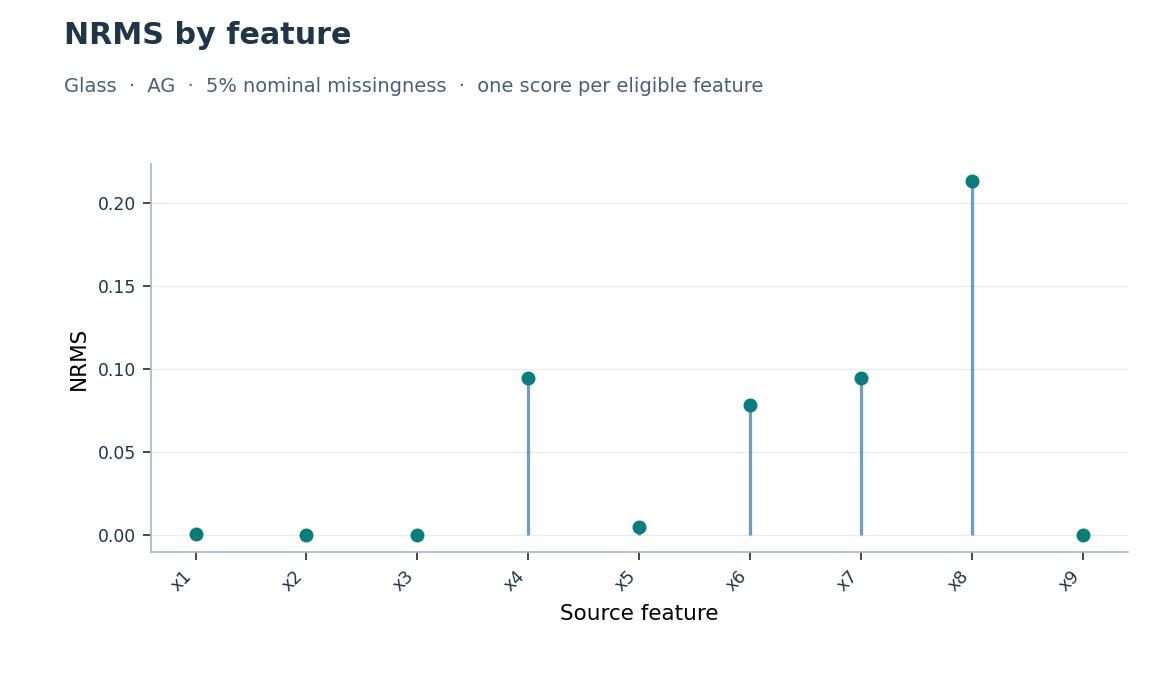 NRMS by feature
Glass · AG · 5% nominal missingness · one score per eligible feature
NRMS
0.20
0.15
0.10
0.05
0.00
x1 x2 x3 x4 x5 x6 x7 x8 x9
Source feature